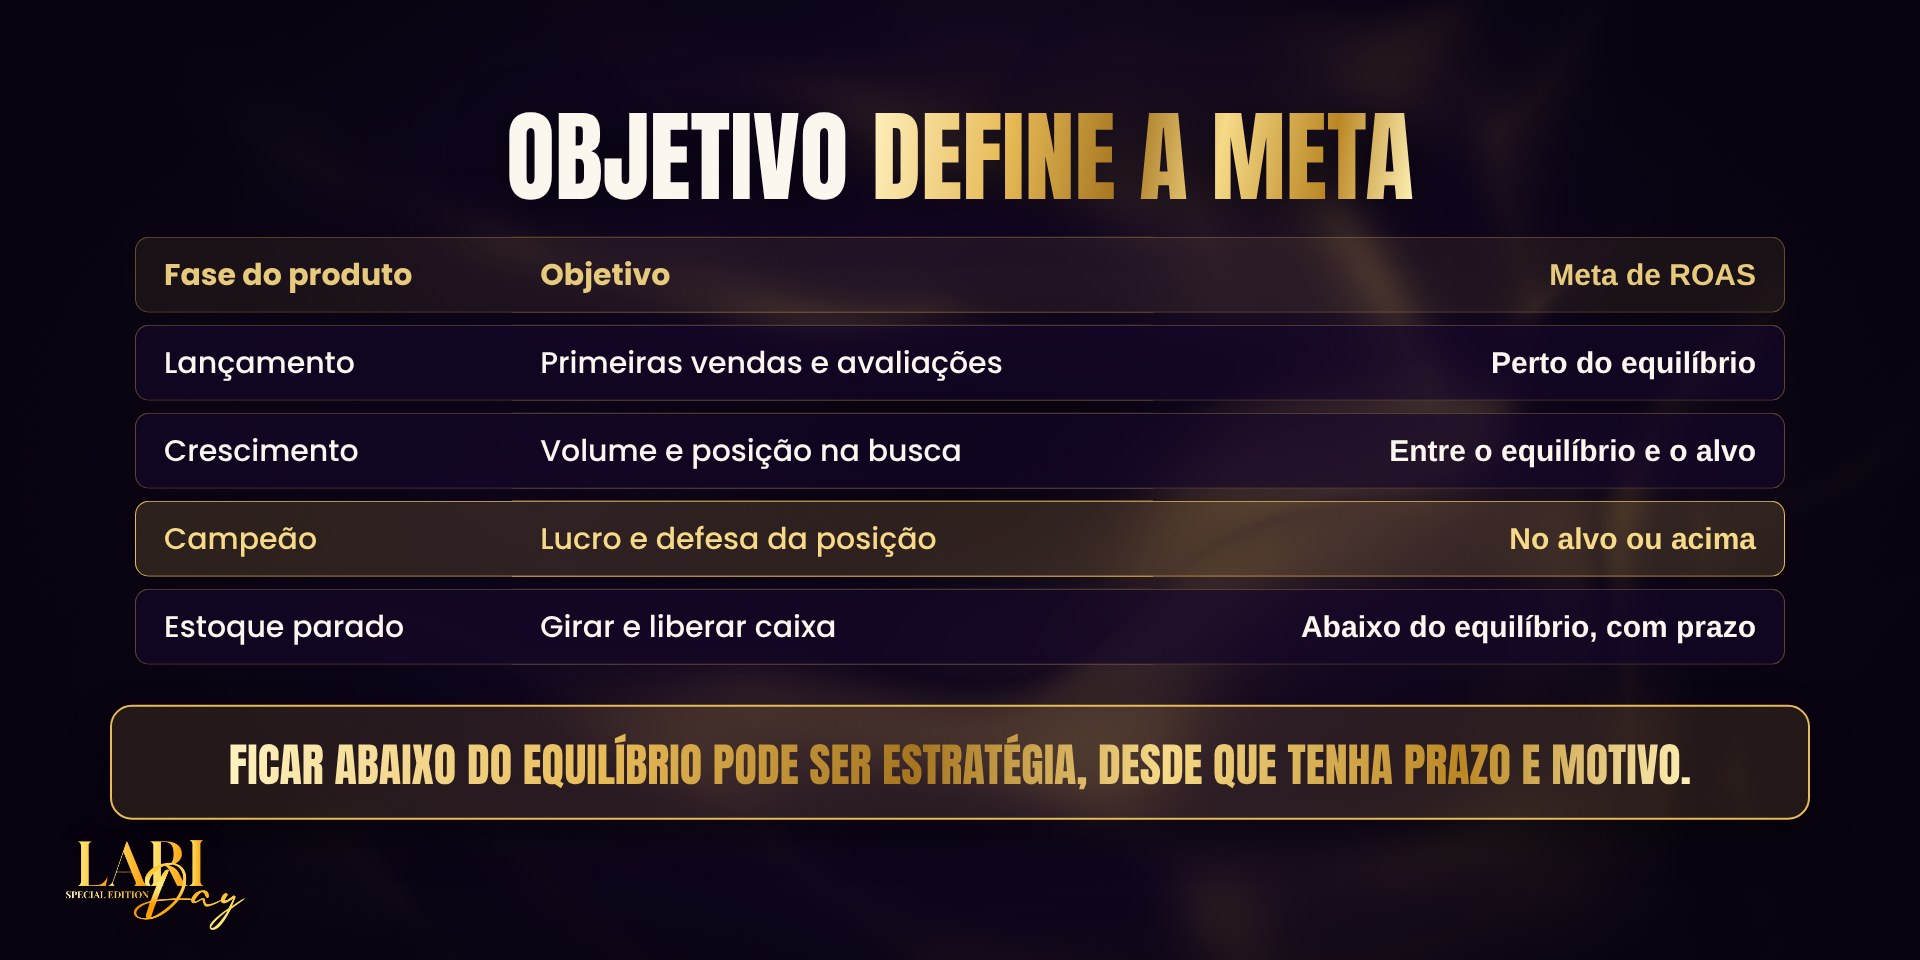 OBJETIVO DEFINE A META
Fase do produto Objetivo Meta de ROAS
Lançamento Primeiras vendas e avaliações Perto do equilíbrio
Crescimento Volume e posição na busca Entre o equilíbrio e o alvo
Campeão Lucro e defesa da posição No alvo ou acima
Estoque parado Girar e liberar caixa Abaixo do equilíbrio, com prazo
FICAR ABAIXO DO EQUILÍBRIO PODE SER ESTRATÉGIA, DESDE QUE TENHA PRAZO E MOTIVO.
LABI
SPECIAL EDITION Day